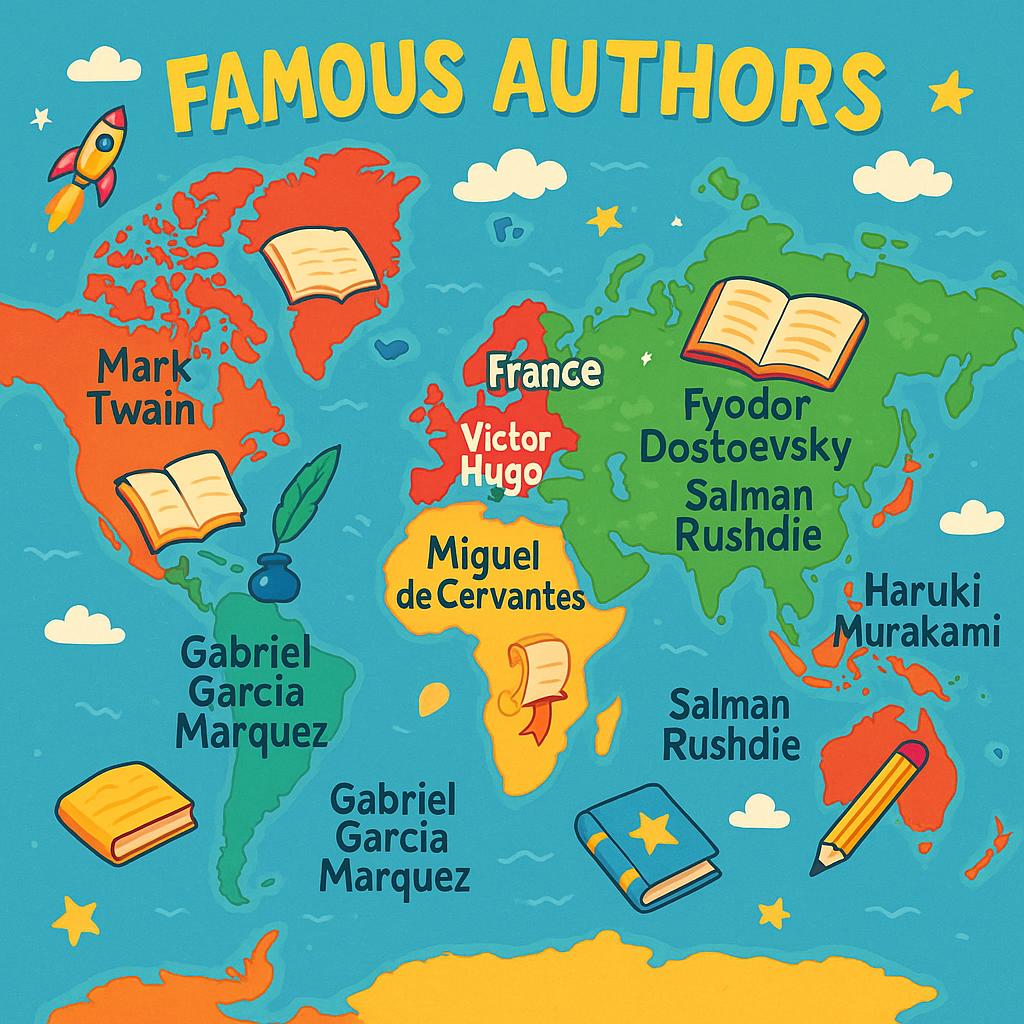 FAMOUS AUTHORS
Mark
Twain
France
Victor
Hugo
Fyodor
Dostoevsky
Salman
Rushdie
Miguel
de Cervantes
Haruki
Murakami
Gabriel
Garcia
Marquez
Salman
Rushdie
Gabriel
Garcia
Marquez